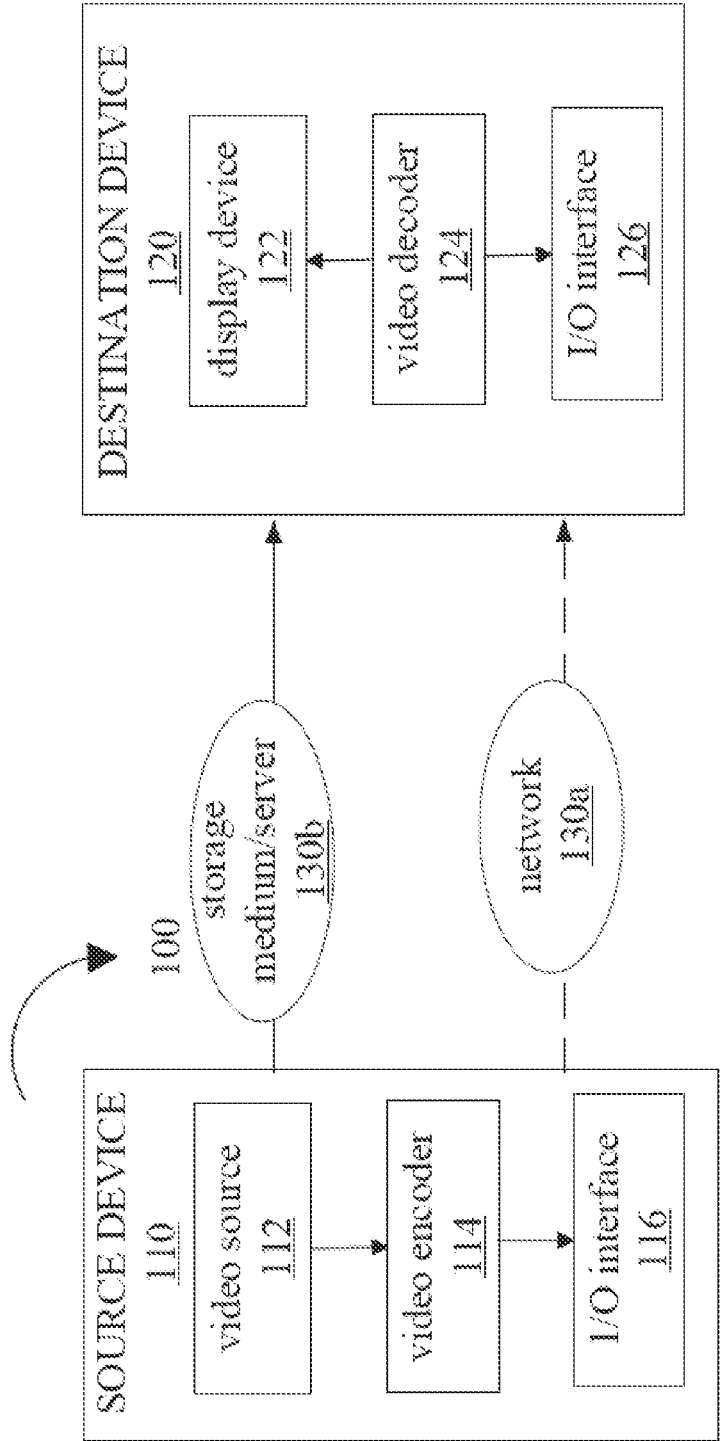 100
SOURCE DEVICE
110
video source
112
video encoder
114
I/O interface
116
storage
medium/server
130b
network
130a
DESTINATION DEVICE
120
display device
122
video decoder
124
I/O interface
126